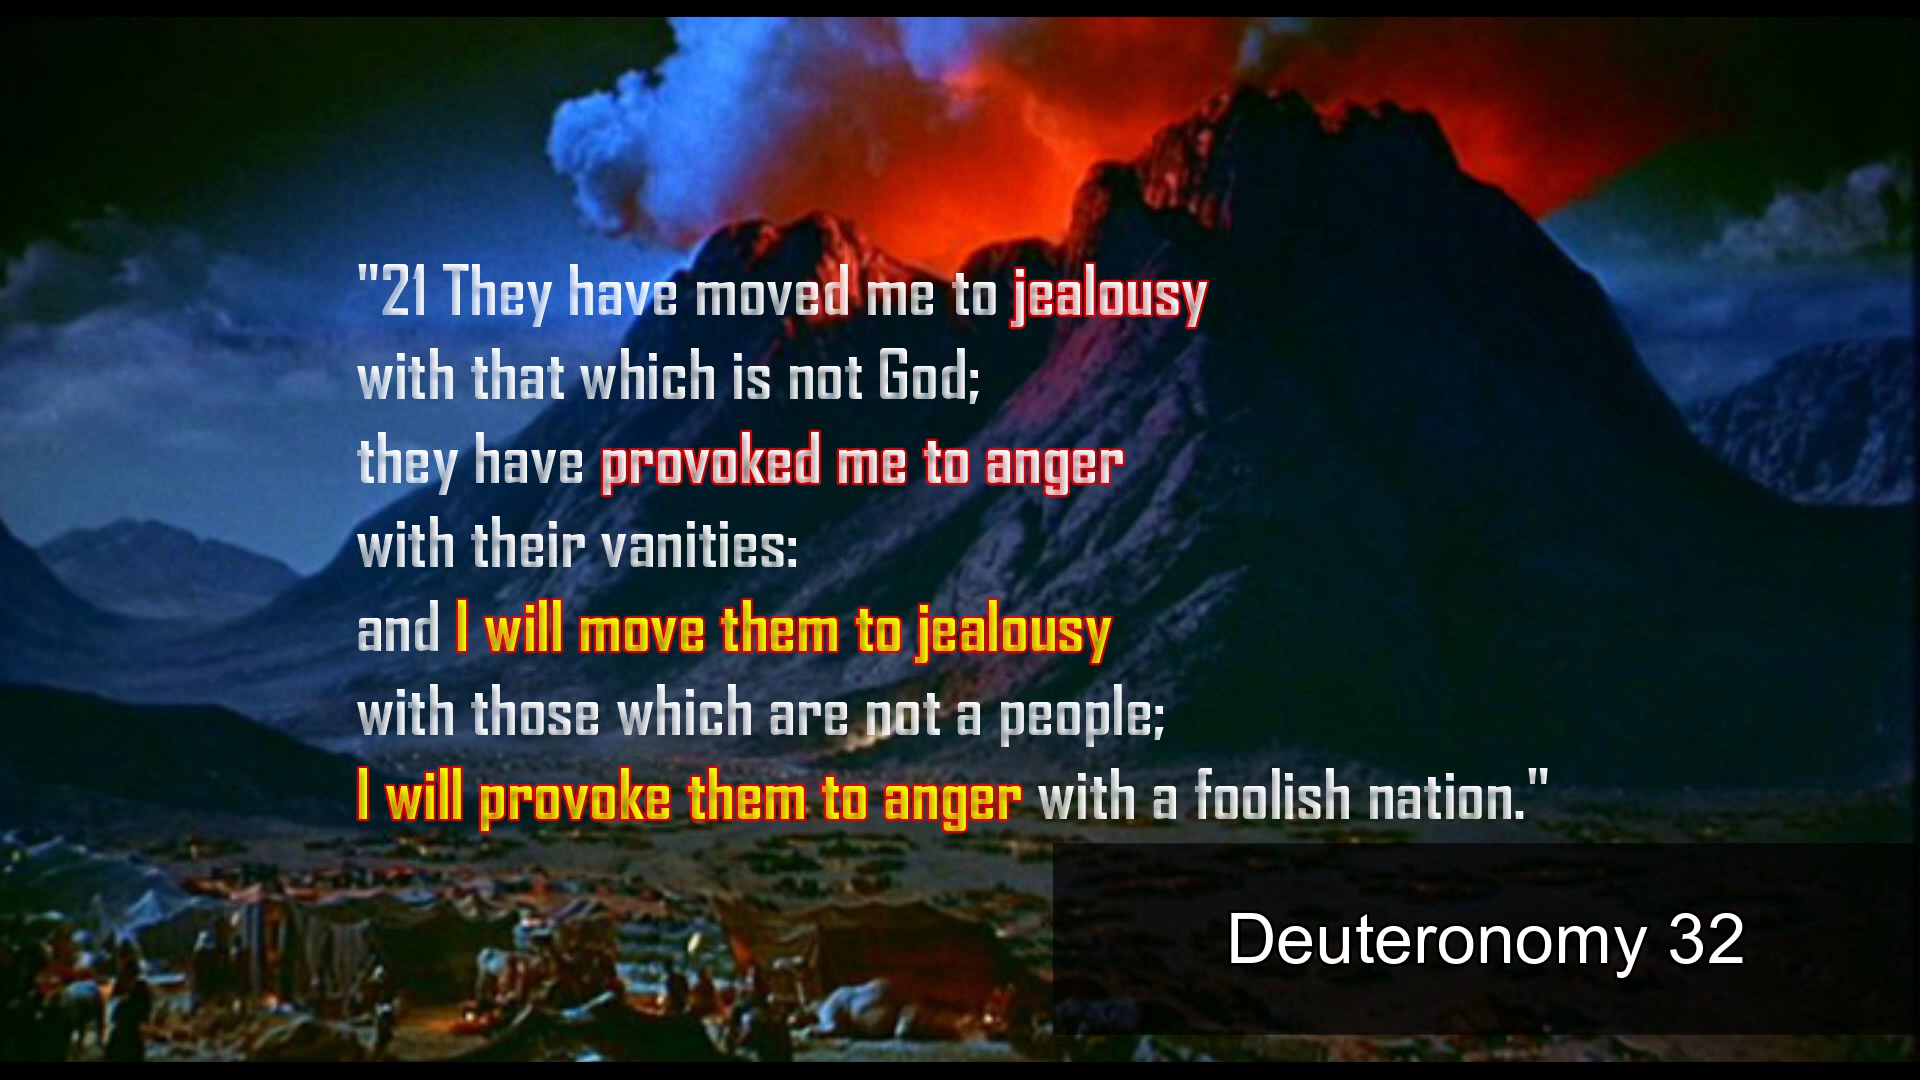 "21 They have moved me to jealousy
with that which is not God;
they have provoked me to anger
with their vanities:
and I will move them to jealousy
with those which are not a people;
I will provoke them to anger with a foolish nation."
Deuteronomy 32